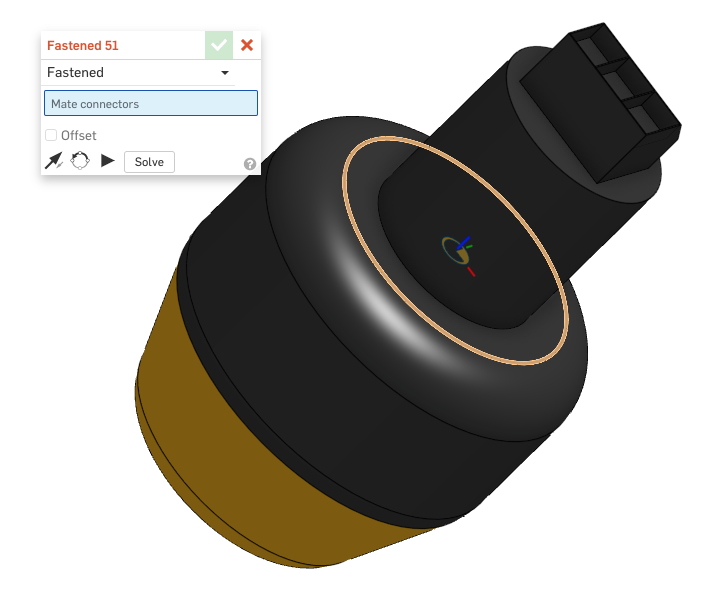 Fastened 51
Fastened
Mate connectors
Offset
Solve
?